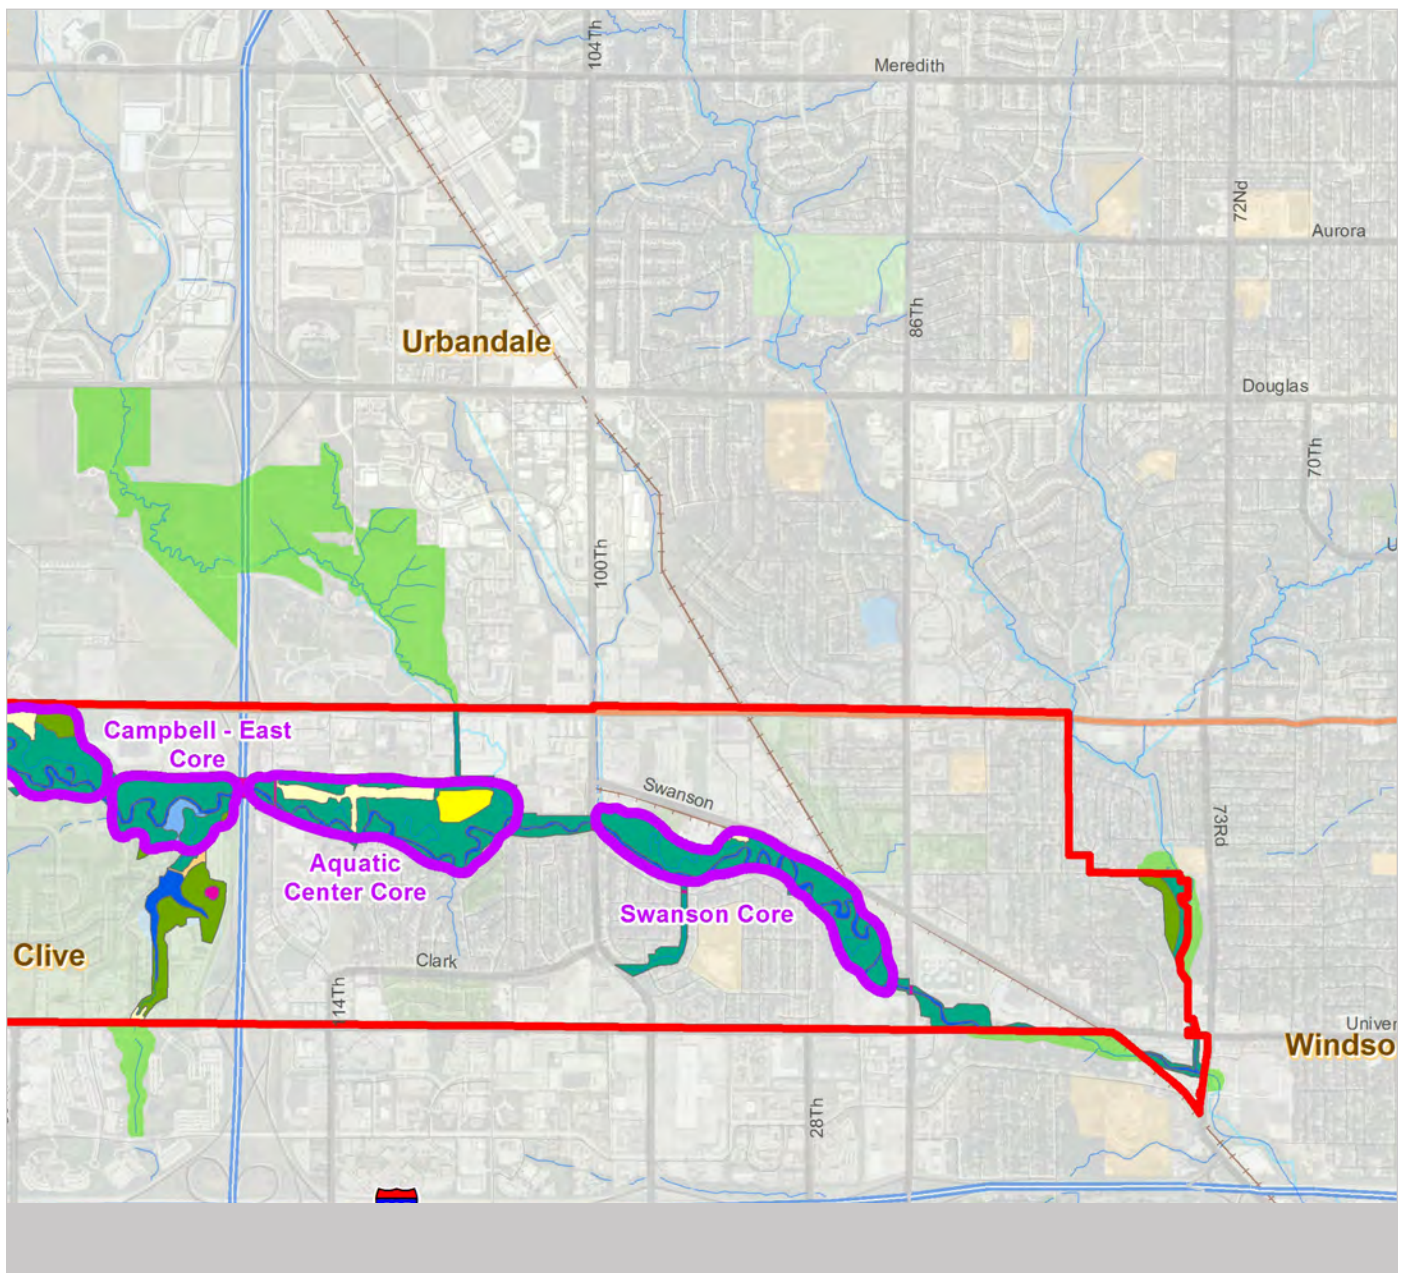 104Th
Meredith
72Nd
Aurora
86Th
Urbandale
Douglas
70Th
100Th
U
Campbell - East
Core
Swanson
73Rd
Aquatic
Center Core
Swanson Core
Clive
Clark
14Th
Univer
Windso
28Th